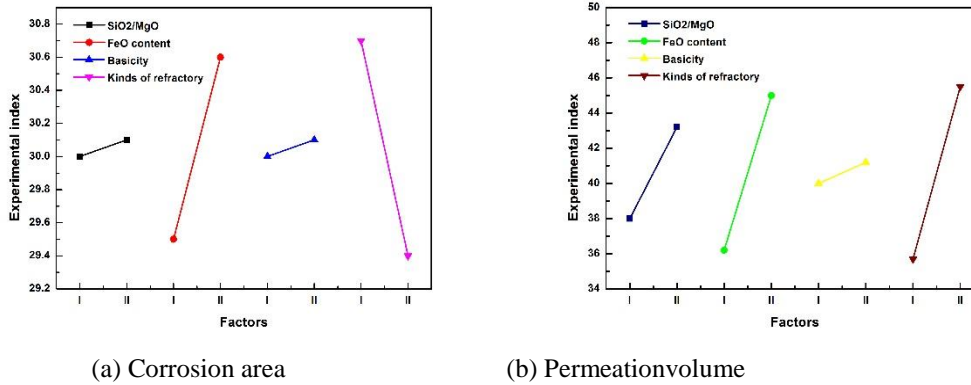 30.8
30.6
30.4
30.2
30.0
29.8
29.6
29.4
29.2
Experimental index
SiO2/MgO
FeO content
Basicity
Kinds of refractory
I II I II I II I II
Factors
(a) Corrosion area
50
48
46
44
42
40
38
36
34
Experimental index
SiO2/MgO
FeO content
Basicity
Kinds of refractory
I II I II I II I II
Factors
(b) Permeationvolume